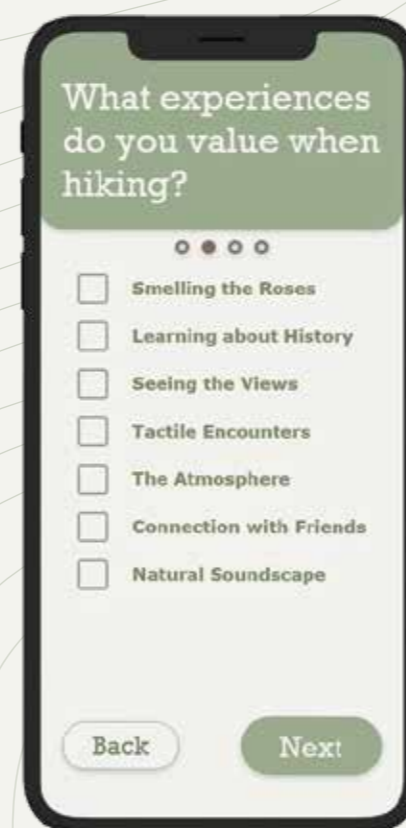 What experiences
do you value when
hiking?
Smelling the Roses
Learning about History
Seeing the Views
Tactile Encounters
The Atmosphere
Connection with Friends
Natural Soundscape
Back
Next